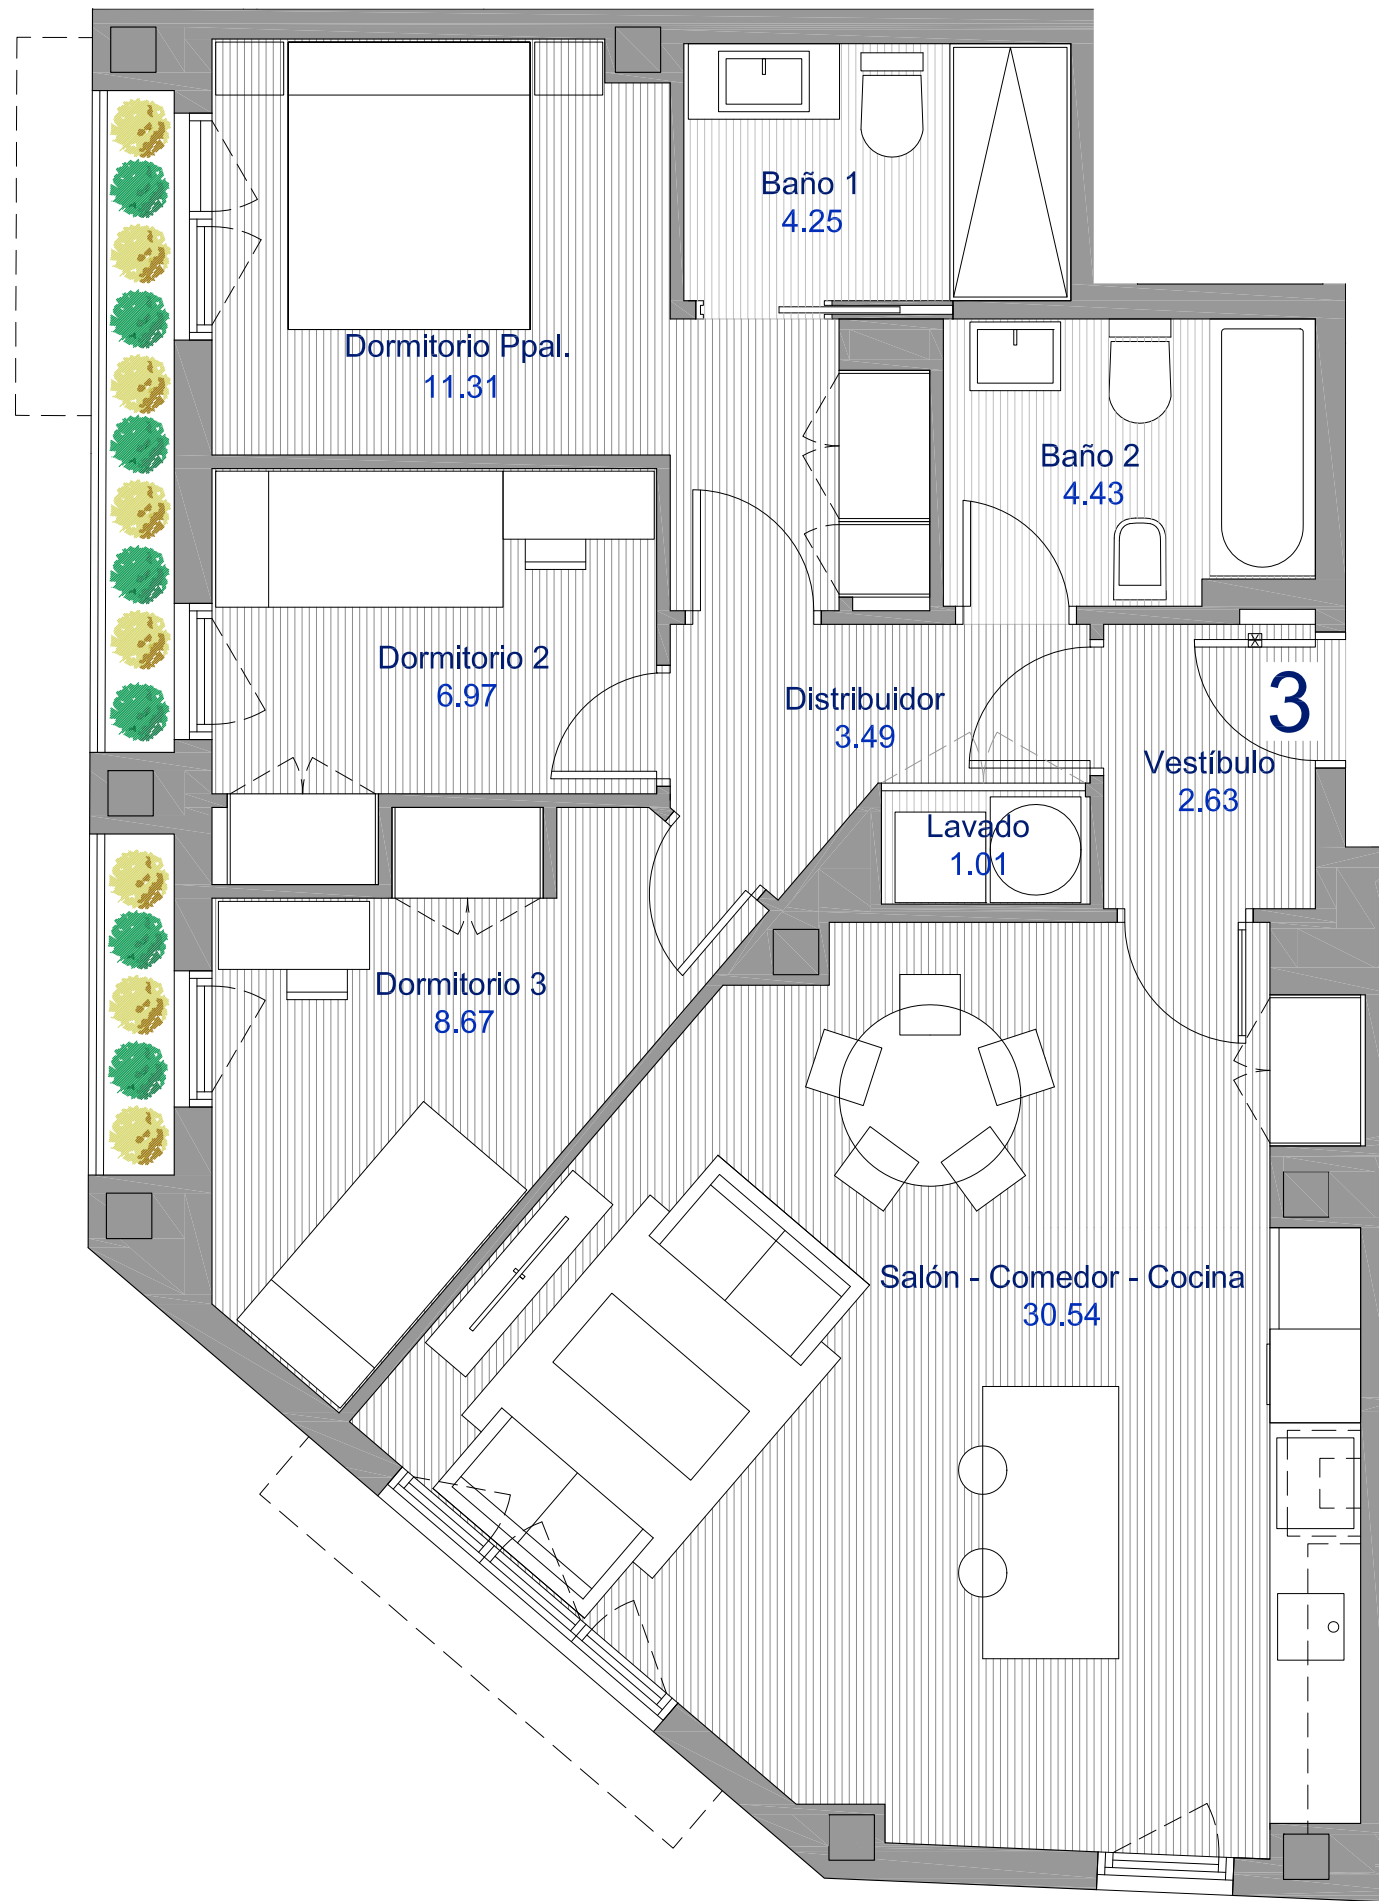 Baño 1
4.25
Dormitorio Ppal.
11.31
Baño 2
4.43
Dormitorio 2
6.97
Distribuidor
3.49
3
Vestíbulo
2.63
Lavado
1.01
Dormitorio 3
8.67
Salón - Comedor - Cocina
30.54